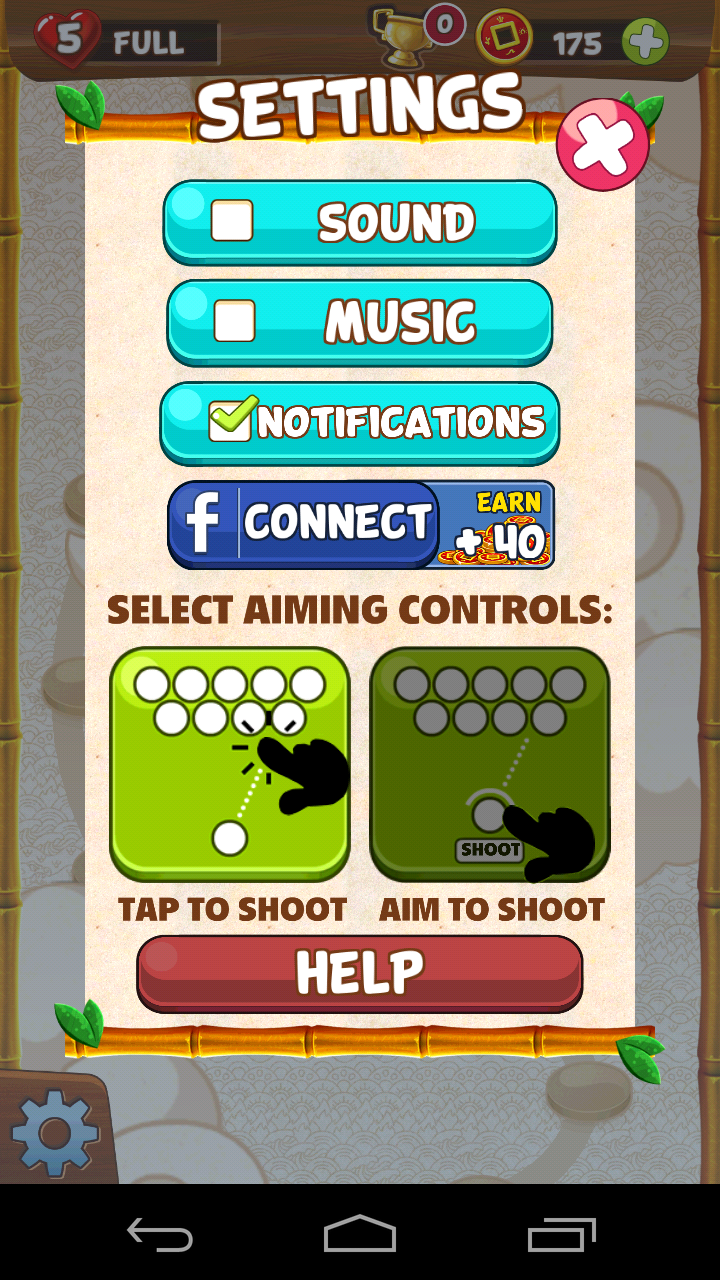 5 FULL 0 175
SETTINGS
SOUND
MUSIC
NOTIFICATIONS
f CONNECT EARN
+ 40
SELECT AIMING CONTROLS:
SHOOT
TAP TO SHOOT AIM TO SHOOT
HELP